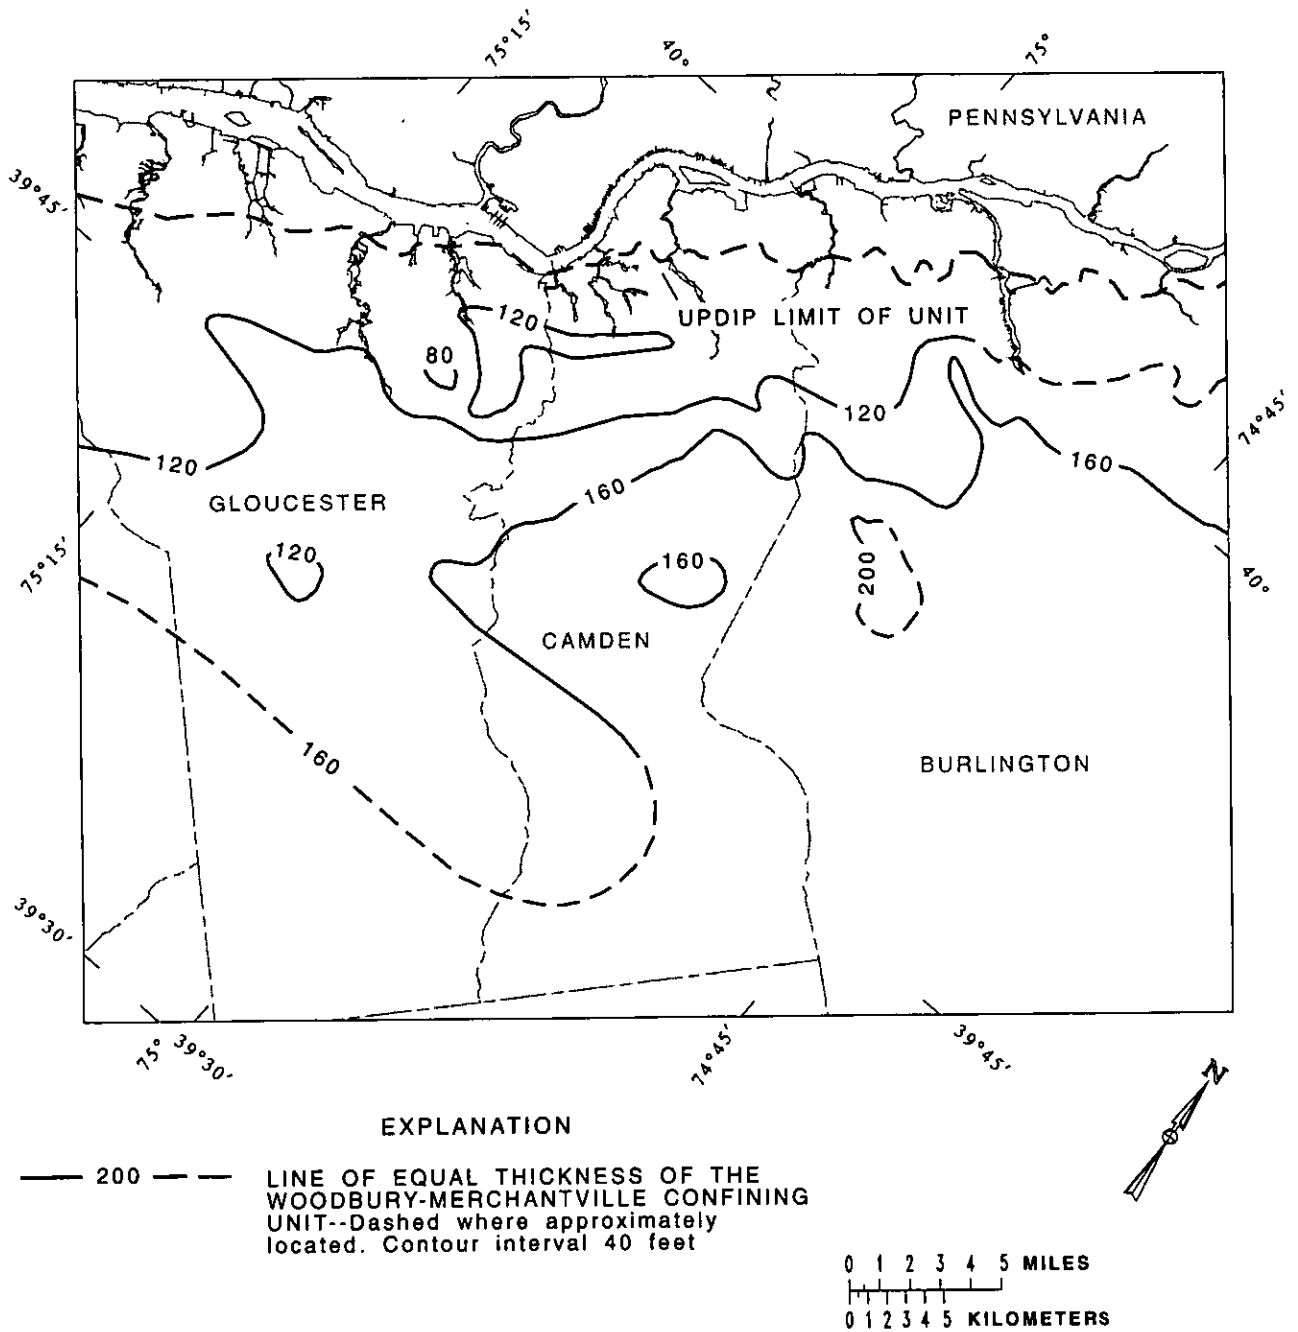 75°15'
40°
75°
PENNSYLVANIA
39°45'
120
UPDIP LIMIT OF UNIT
80
120
74°45'
120
160
160
GLOUCESTER
120
160
200
75°15'
40°
CAMDEN
160
BURLINGTON
39°30'
75°
39°30'
74°45'
39°45'
N
EXPLANATION
200
LINE OF EQUAL THICKNESS OF THE
WOODBURY-MERCHANTVILLE CONFINING
UNIT--Dashed where approximately
located. Contour interval 40 feet
0 1 2 3 4 5 MILES
0 1 2 3 4 5 KILOMETERS